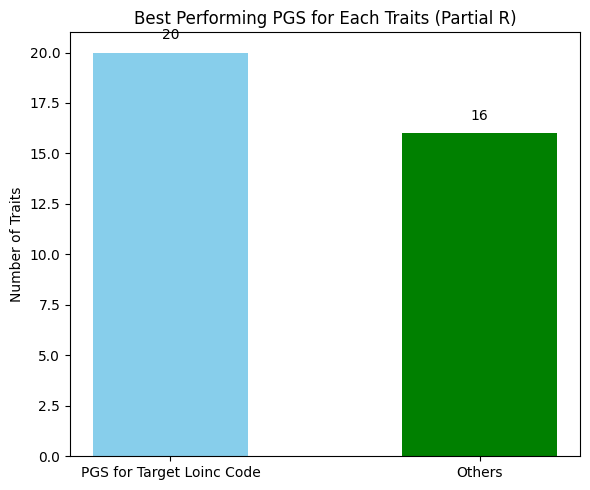 Best Performing PGS for Each Traits (Partial R)
20
16
20.0
17.5
15.0
12.5
10.0
7.5
5.0
2.5
0.0
Number of Traits
PGS for Target Loinc Code
Others